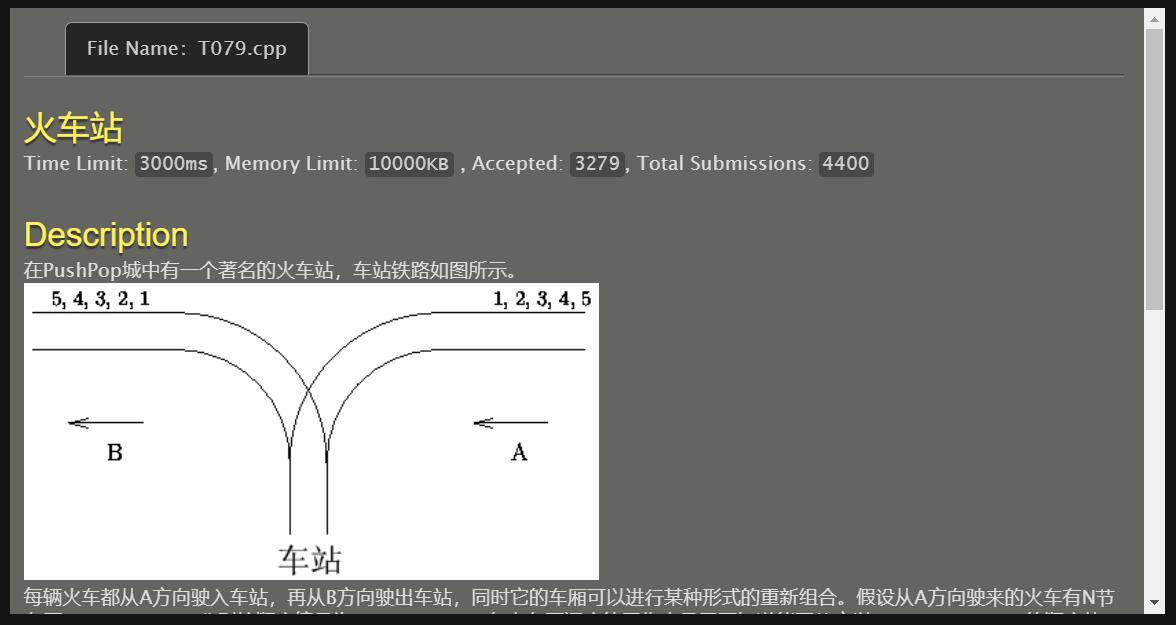 File Name: T079.cpp
火车站
Time Limit: 3000ms, Memory Limit: 10000KB , Accepted: 3279, Total Submissions: 4400
Description
在PushPop城中有一个著名的火车站，车站铁路如图所示。
5, 4, 3, 2, 1 1, 2, 3, 4, 5
B A
车站
每辆火车都从A方向驶入车站，再从B方向驶出车站，同时它的车厢可以进行某种形式的重新组合。假设从A方向驶来的火车有N节